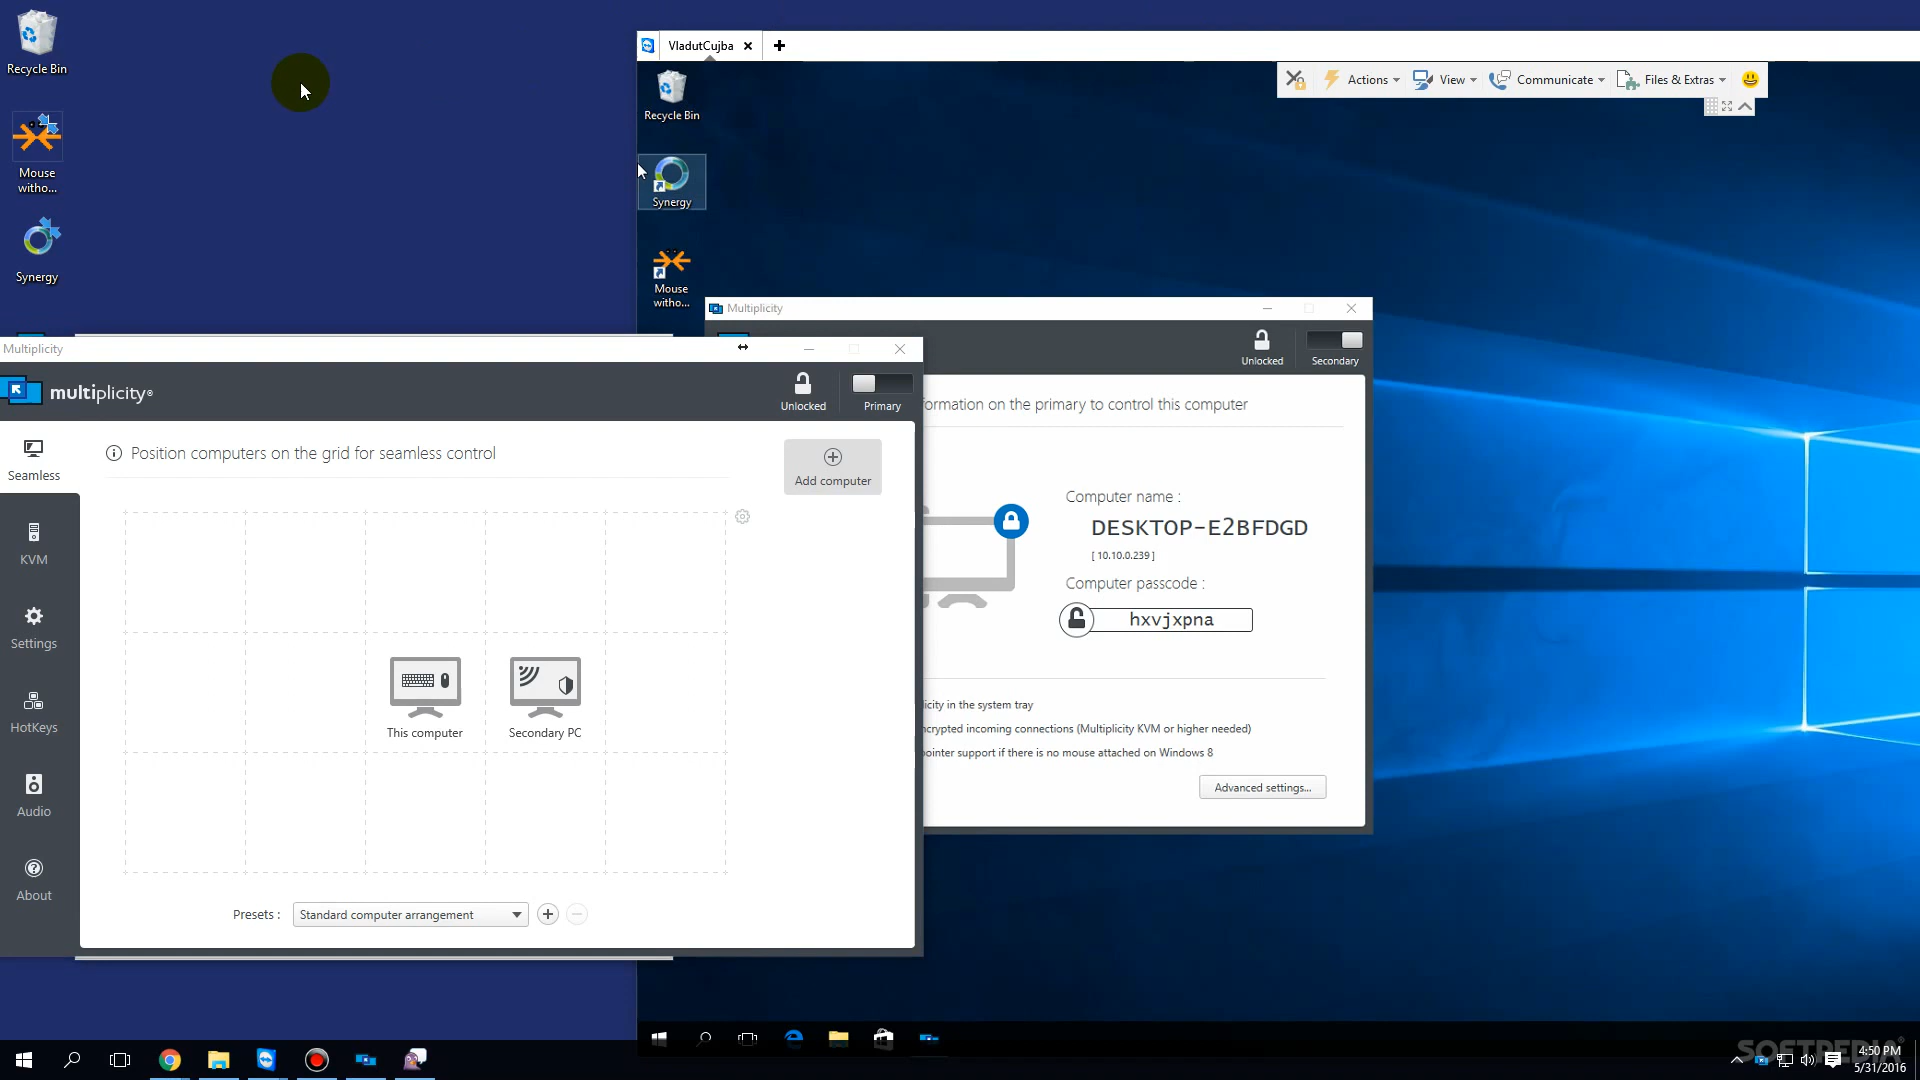 Recycle Bin
Mouse
witho...
Synergy
VladutCujba
Recycle Bin
Synergy
Mouse
witho...
Actions
View
Communicate
Files & Extras
Multiplicity
Unlocked
Secondary
formation on the primary to control this computer
Computer name :
DESKTOP-E2BFDGD
[ 10.10.0.239 ]
Computer passcode :
hxvjxpna
icity in the system tray
ncrypted incoming connections (Multiplicity KVM or higher needed)
ointer support if there is no mouse attached on Windows 8
Advanced settings...
Multiplicity
multiplicity®
Unlocked
Primary
Seamless
KVM
Settings
HotKeys
Audio
About
Position computers on the grid for seamless control
Add computer
This computer
Secondary PC
Presets :
Standard computer arrangement
SOFTPEDIA®
4:50 PM
5/31/2016